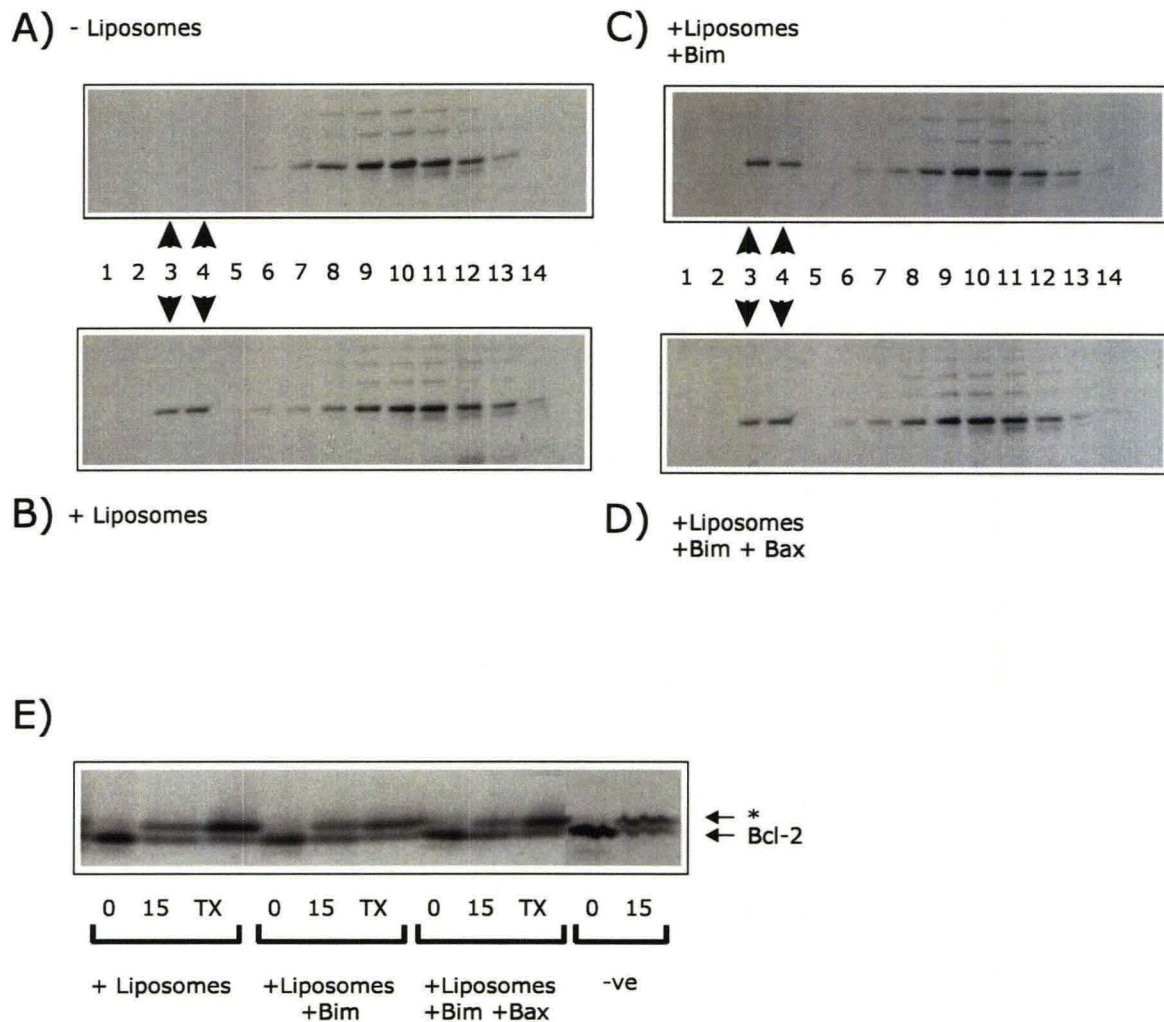 A) - Liposomes
C) +Liposomes
+Bim
1 2 3 4 5 6 7 8 9 10 11 12 13 14
1 2 3 4 5 6 7 8 9 10 11 12 13 14
B) + Liposomes
D) +Liposomes
+Bim + Bax
E)
*
Bcl-2
0 15 TX 0 15 TX 0 15 TX 0 15
+ Liposomes
+Liposomes
+Bim
+Liposomes
+Bim +Bax
-ve